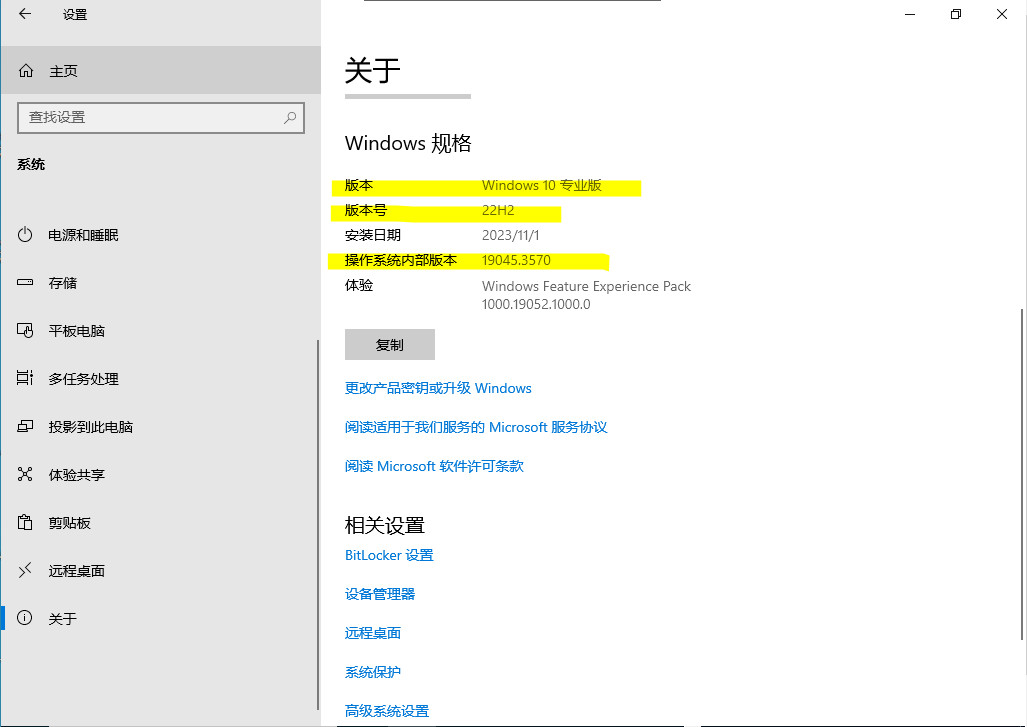 设置
主页
查找设置
系统
电源和睡眠
存储
平板电脑
多任务处理
投影到此电脑
体验共享
剪贴板
远程桌面
关于
关于
Windows 规格
版本 Windows 10 专业版
版本号 22H2
安装日期 2023/11/1
操作系统内部版本 19045.3570
体验 Windows Feature Experience Pack
1000.19052.1000.0
复制
更改产品密钥或升级 Windows
阅读适用于我们服务的 Microsoft 服务协议
阅读 Microsoft 软件许可条款
相关设置
BitLocker 设置
设备管理器
远程桌面
系统保护
高级系统设置